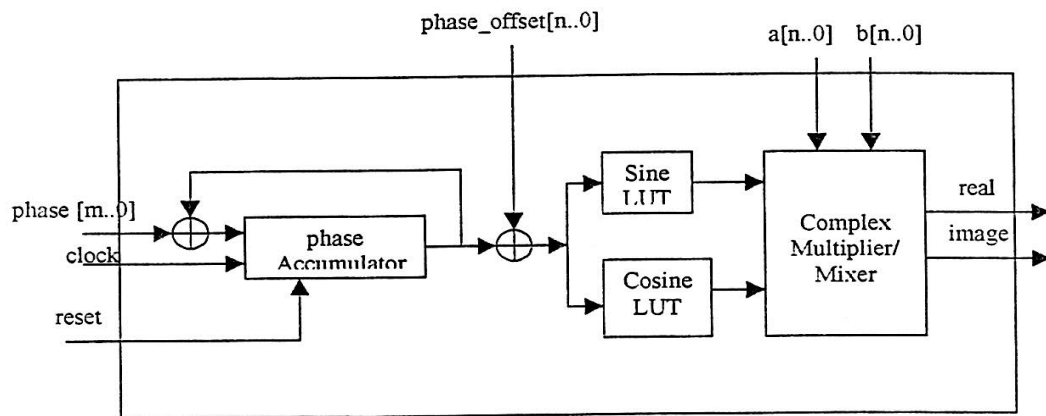 phase_offset[n..0]
a[n..0]
b[n..0]
Sine
LUT
real
phase [m..0]
phase
Accumulator
Complex
Multiplier/
Mixer
image
clock
Cosine
LUT
reset